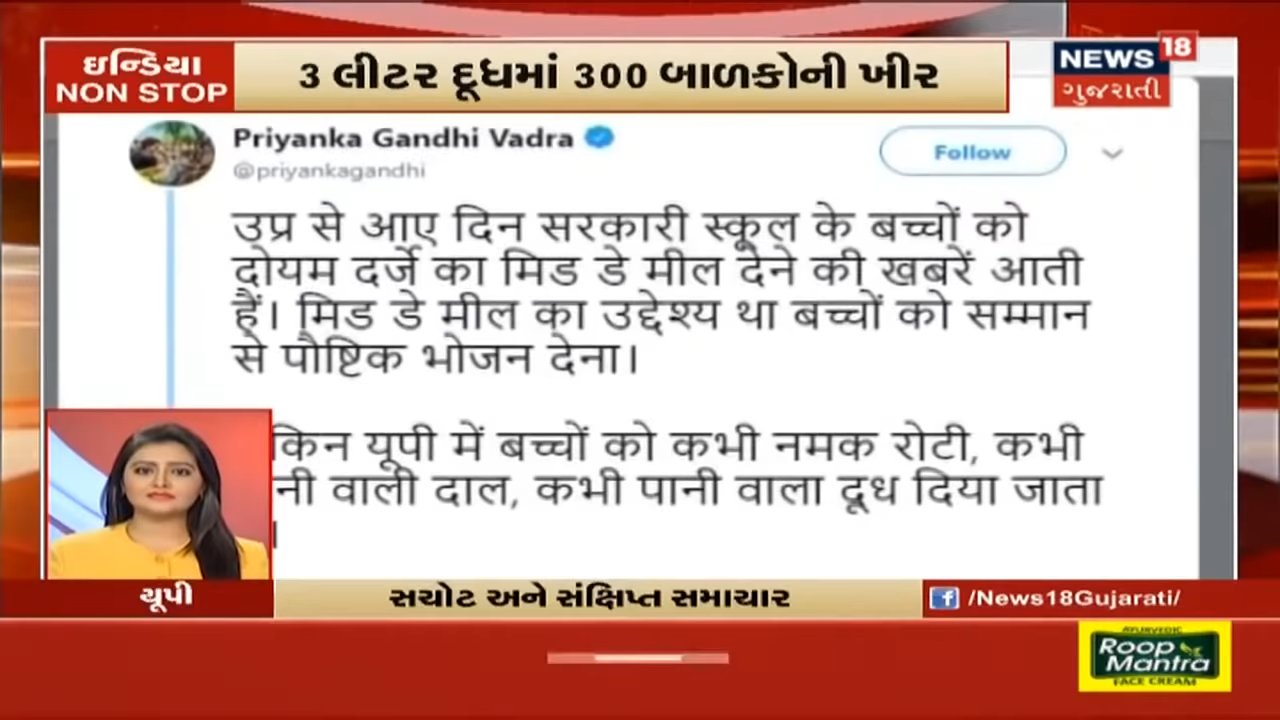 ઇન્ડિયા
NON STOP
3 લીટર દૂધમાં 300 બાળકોની ખીર
NEWS 18
ગુજરાતી
Priyanka Gandhi Vadra
@priyankagandhi
Follow
उप्र से आए दिन सरकारी स्कूल के बच्चों को
दोयम दर्जे का मिड डे मील देने की खबरें आती
हैं। मिड डे मील का उद्देश्य था बच्चों को सम्मान
से पौष्टिक भोजन देना।
किन यूपी में बच्चों को कभी नमक रोटी, कभी
नी वाली दाल, कभी पानी वाला दूध दिया जाता
।
યૂપી
સચોટ અને સંક્ષિપ્ત સમાચાર
/News18Gujarati/
AYURVEDIC
Roop
Mantra
FACE CREAM